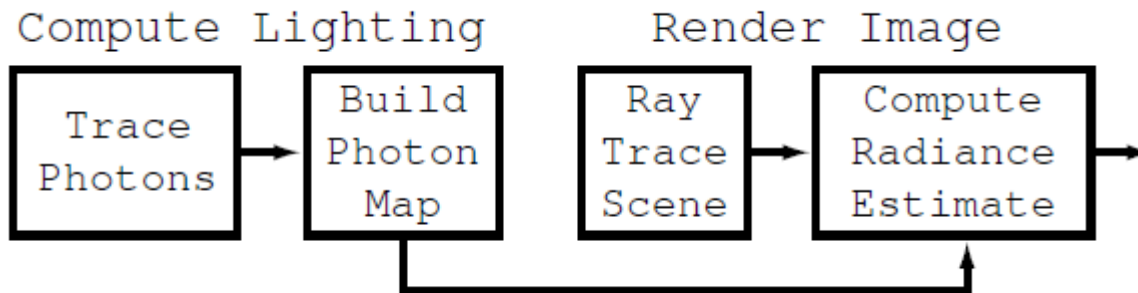 Compute Lighting
Render Image
Trace
Photons
Build
Photon
Map
Ray
Trace
Scene
Compute
Radiance
Estimate